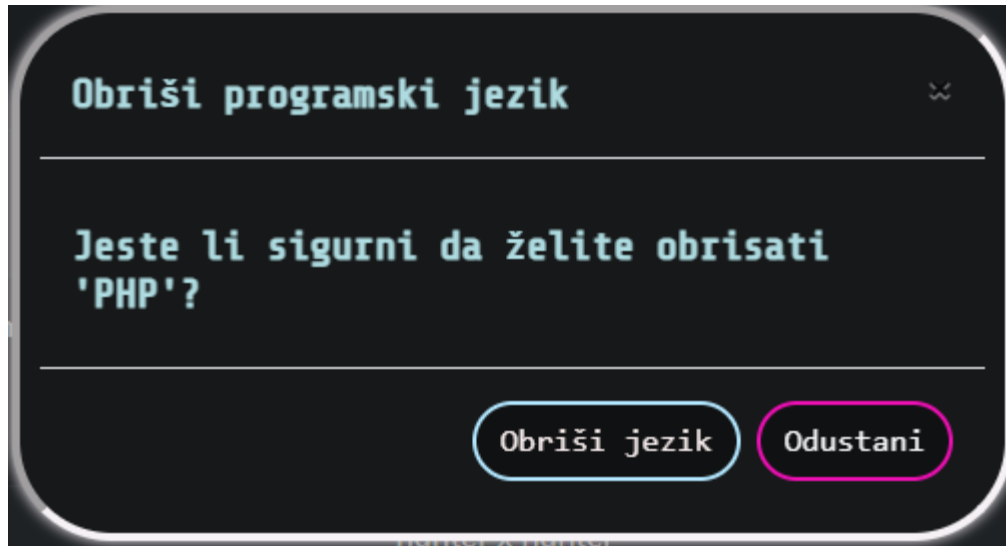 Obriši programski jezik
Jeste li sigurni da želite obrisati
'PHP'?
Obriši jezik
Odustani